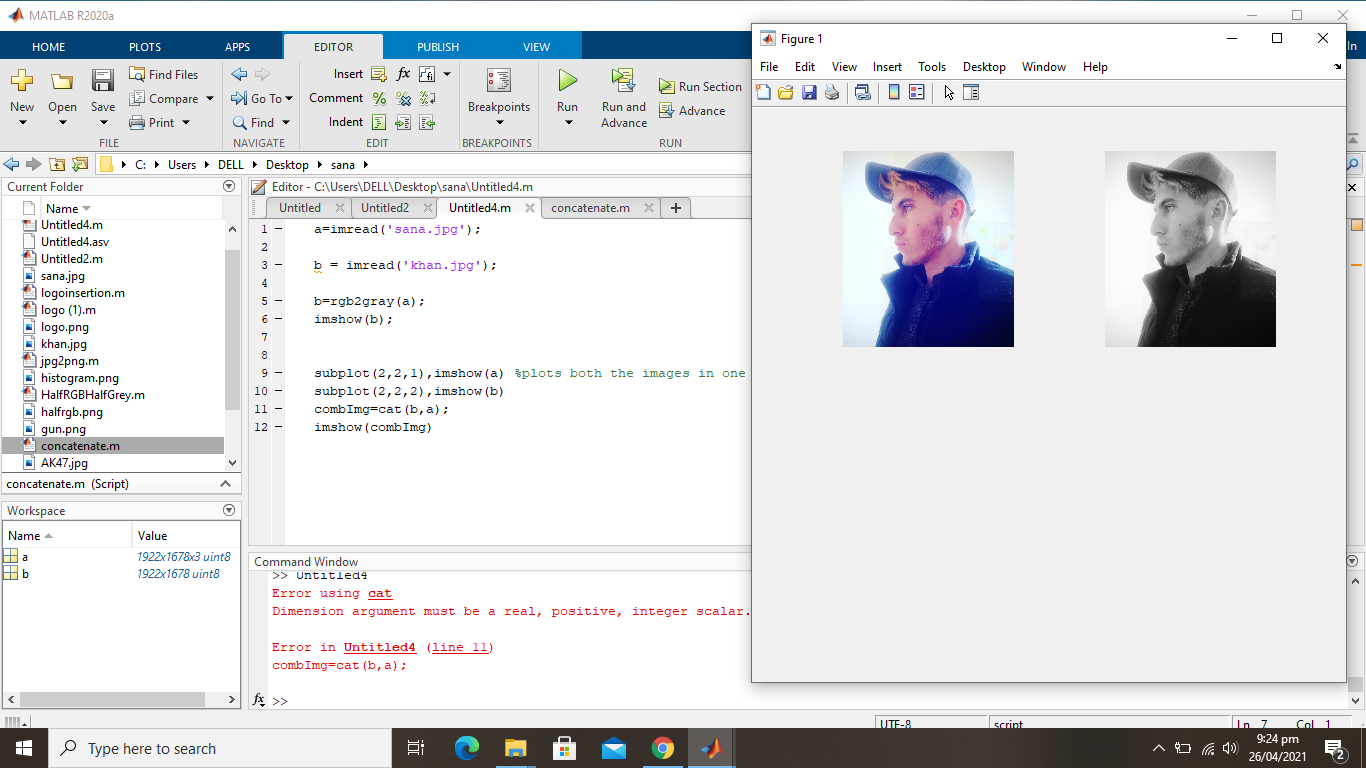 MATLAB R2020a
HOME PLOTS APPS EDITOR PUBLISH VIEW
New Open Save
Find Files
Compare
Print
FILE
Go To
Find
NAVIGATE
Insert fx
Comment
Indent
EDIT
Breakpoints
BREAKPOINTS
Run
Run and
Advance
Run Section
Advance
RUN
In
C: Users DELL Desktop sana
Current Folder
Name
Untitled4.m
Untitled4.asv
Untitled2.m
sana.jpg
logoinsertion.m
logo (1).m
logo.png
khan.jpg
jpg2png.m
histogram.png
HalfRGBHalfGrey.m
halfrgb.png
gun.png
concatenate.m
AK47.jpg
concatenate.m (Script)
Workspace
Name Value
a 1922x1678x3 uint8
b 1922x1678 uint8
Editor - C:\Users\DELL\Desktop\sana\Untitled4.m
Untitled Untitled2 Untitled4.m concatenate.m +
1 a=imread('sana.jpg');
2
3 b = imread('khan.jpg');
4
5 b=rgb2gray(a);
6 imshow(b);
7
8
9 subplot(2,2,1),imshow(a) %plots both the images in one
10 subplot(2,2,2),imshow(b)
11 combImg=cat(b,a);
12 imshow(combImg)
Command Window
>> Untitled4
Error using cat
Dimension argument must be a real, positive, integer scalar.
Error in Untitled4 (line 11)
combImg=cat(b,a);
fx >>
Figure 1
File Edit View Insert Tools Desktop Window Help
UTF-8 script Ln 7 Col 1
Type here to search
9:24 pm
26/04/2021
2